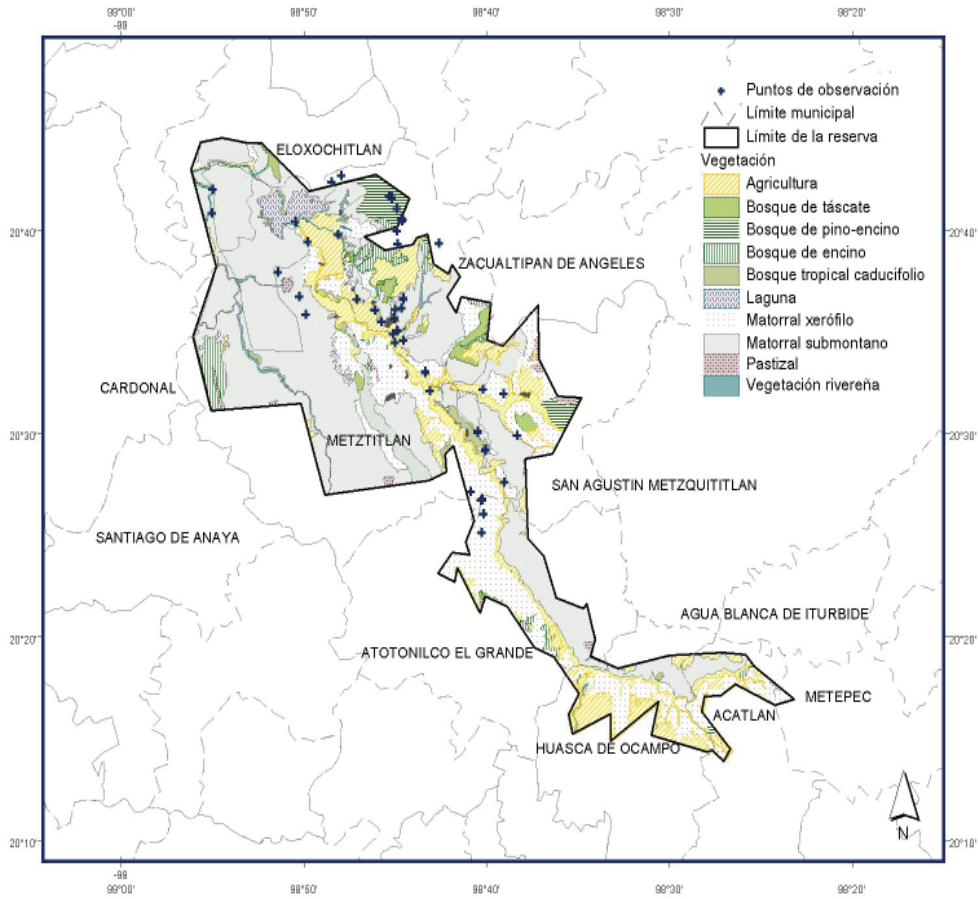 99°00' 98°50' 98°40' 98°30' 98°20'
-99
Puntos de observación
Límite municipal
Límite de la reserva
Vegetación
Agricultura
Bosque de táscate
Bosque de pino-encino
Bosque de encino
Bosque tropical caducifolio
Laguna
Matorral xerófilo
Matorral submontano
Pastizal
Vegetación rivereña
ELOXOCHITLAN
20°40' 20°40'
ZACUALTIPAN DE ANGELES
CARDONAL
METZTITLAN
20°30' 20°30'
SAN AGUSTIN METZQUITITLAN
SANTIAGO DE ANAYA
AGUA BLANCA DE ITURBIDE
20°20' 20°20'
ATOTONILCO EL GRANDE
METEPEC
ACATLAN
HUASCA DE OCAMPO
N
20°10' 20°10'
-99
99°00' 98°50' 98°40' 98°30' 98°20'